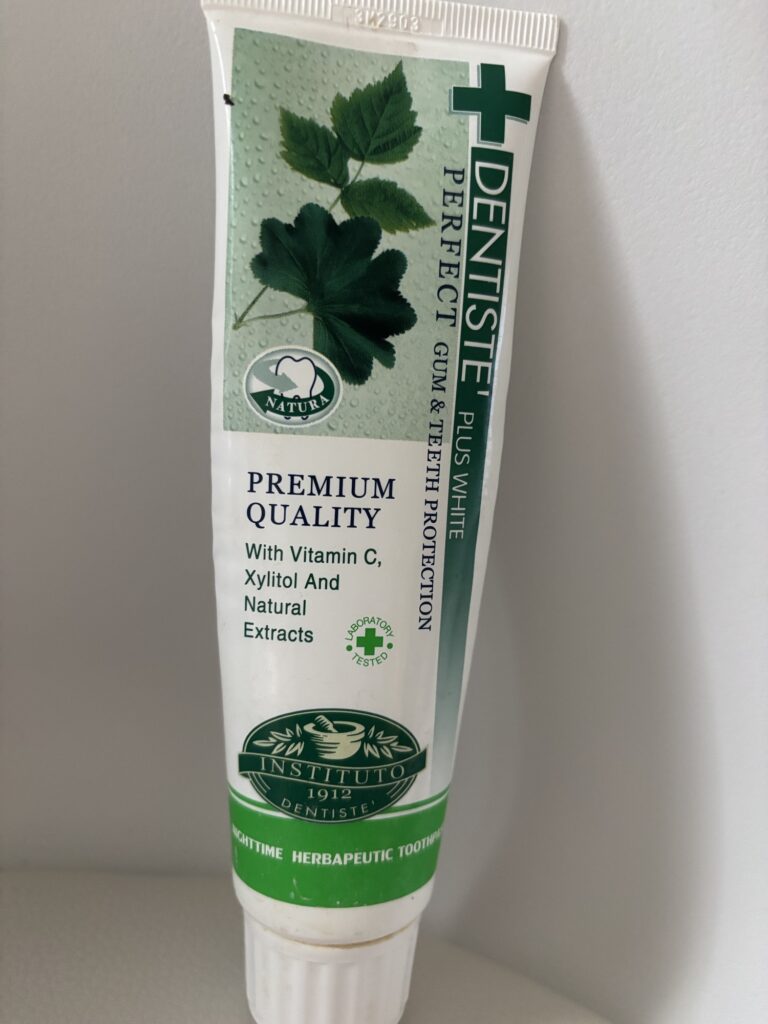 3MZ903
DENTISTE' PLUS WHITE
PERFECT GUM & TEETH PROTECTION
NATURA
PREMIUM
QUALITY
With Vitamin C,
Xylitol And
Natural
Extracts
LABORATORY
TESTED
INSTITUTO
1912
DENTISTE'
HERBAPEUTIC